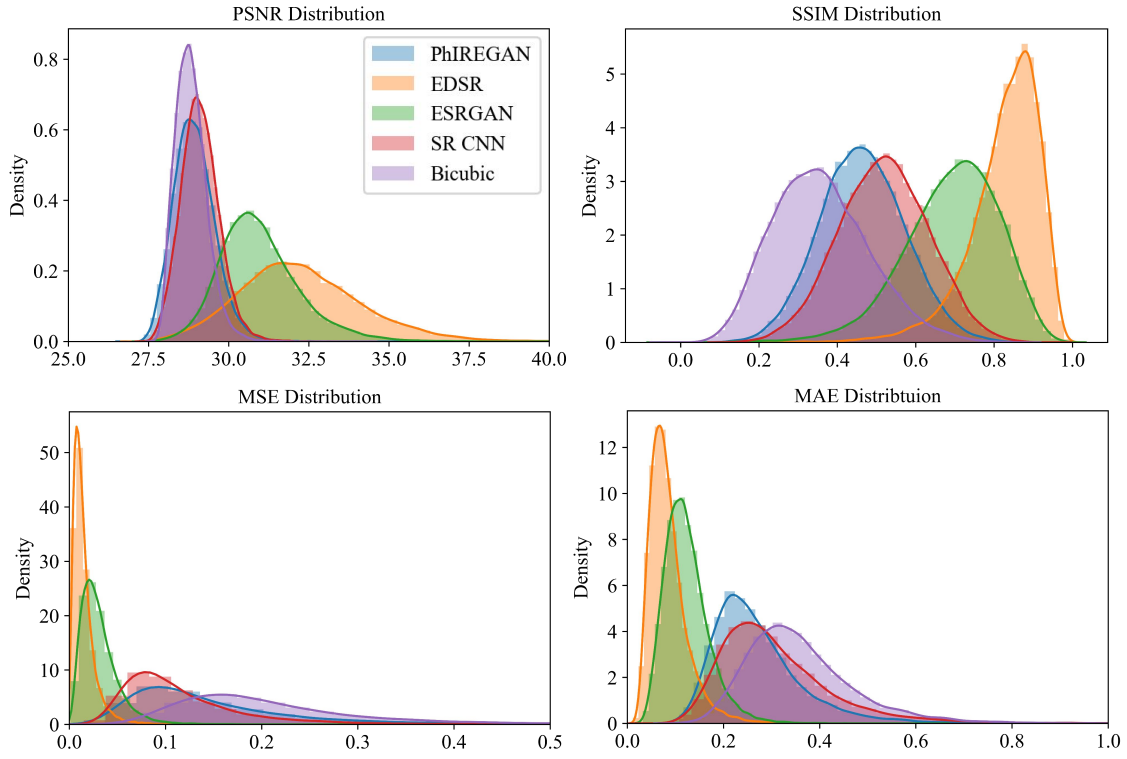 PSNR Distribution
Density
0.8
0.6
0.4
0.2
0.0
25.0 27.5 30.0 32.5 35.0 37.5 40.0
PhIREGAN
EDSR
ESRGAN
SR CNN
Bicubic
SSIM Distribution
Density
5
4
3
2
1
0
0.0 0.2 0.4 0.6 0.8 1.0
MSE Distribution
Density
50
40
30
20
10
0
0.0 0.1 0.2 0.3 0.4 0.5
MAE Distribtuion
Density
12
10
8
6
4
2
0
0.0 0.2 0.4 0.6 0.8 1.0